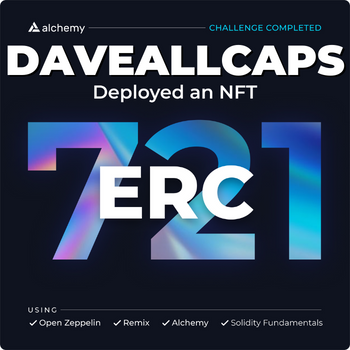 alchemy
CHALLENGE COMPLETED
DAVEALLCAPS
Deployed an NFT
721
ERC
USING
Open Zeppelin
Remix
Alchemy
Solidity Fundamentals